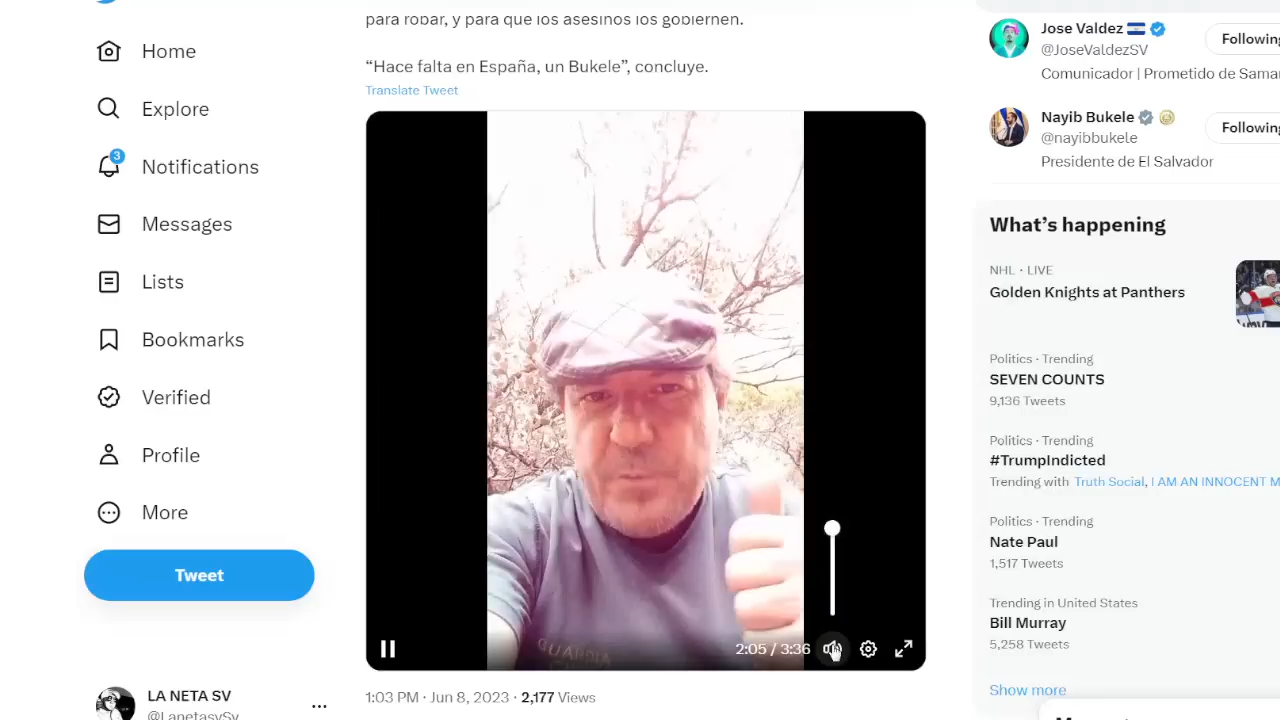 para robar, y para que los asesinos los gobiernen.
“Hace falta en España, un Bukele”, concluye.
Translate Tweet
Home
Explore
3
Notifications
Messages
Lists
Bookmarks
Verified
Profile
More
Tweet
LA NETA SV
@LanetasvSv
GUARDIA
2:05 / 3:36
1:03 PM · Jun 8, 2023 · 2,177 Views
Jose Valdez
@JoseValdezSV
Following
Comunicador | Prometido de Samar
Nayib Bukele
@nayibbukele
Following
Presidente de El Salvador
What’s happening
NHL · LIVE
Golden Knights at Panthers
Politics · Trending
SEVEN COUNTS
9,136 Tweets
Politics · Trending
#TrumpIndicted
Trending with Truth Social, I AM AN INNOCENT M
Politics · Trending
Nate Paul
1,517 Tweets
Trending in United States
Bill Murray
5,258 Tweets
Show more